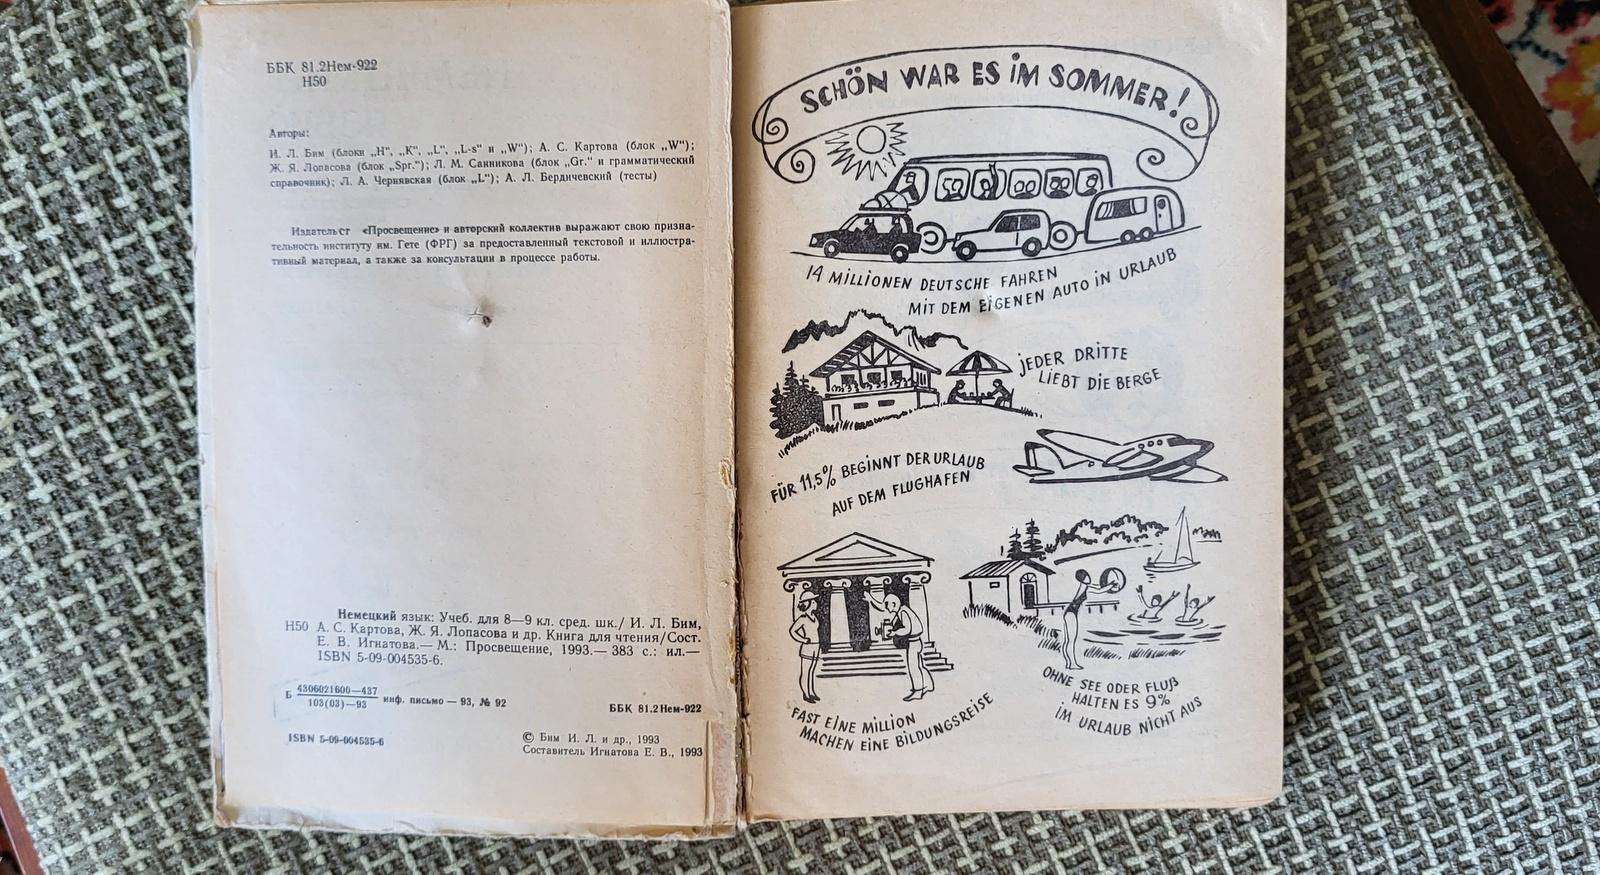 ББК 81.2Нем-922
Н50
Авторы:
И. Л. Бим (блоки „Н“, „К“, „L“, „L-s“ и „W“); А. С. Картова (блок „W“);
Ж. Я. Лопасова (блок „Spr.“); Л. М. Санникова (блок „Gr.“ и грамматический
справочник); Л. А. Чернявская (блок „L“); А. Л. Бердичевский (тесты)
Издательст «Просвещение» и авторский коллектив выражают свою призна-
тельность институту им. Гете (ФРГ) за предоставленный текстовой и иллюстра-
тивный материал, а также за консультации в процессе работы.
Немецкий язык: Учеб. для 8—9 кл. сред. шк./ И. Л. Бим,
Н50 А. С. Картова, Ж. Я. Лопасова и др. Книга для чтения/Сост.
Е. В. Игнатова.— М.: Просвещение, 1993.— 383 с.: ил.—
ISBN 5-09-004535-6.
Б 4306021600—437
103(03)—93 инф. письмо — 93, № 92
ББК 81.2Нем-922
ISBN 5-09-004535-6
© Бим И. Л. и др., 1993
Составитель Игнатова Е. В., 1993
SCHÖN WAR ES iM SOMMER!
14 MILLIONEN DEUTSCHE FAHREN
MIT DEM EiGENEN AUTO iN URLAUB
JEDER DRITTE
LiEBT DiE BERGE
FÜR 11,5% BEGINNT DER URLAUB
AUF DEM FLUGHAFEN
FAST EINE MILLION
MACHEN EiNE BILDUNGSREISE
OHNE SEE ODER FLUß
HALTEN ES 9%
iM URLAUB NiCHT AUS